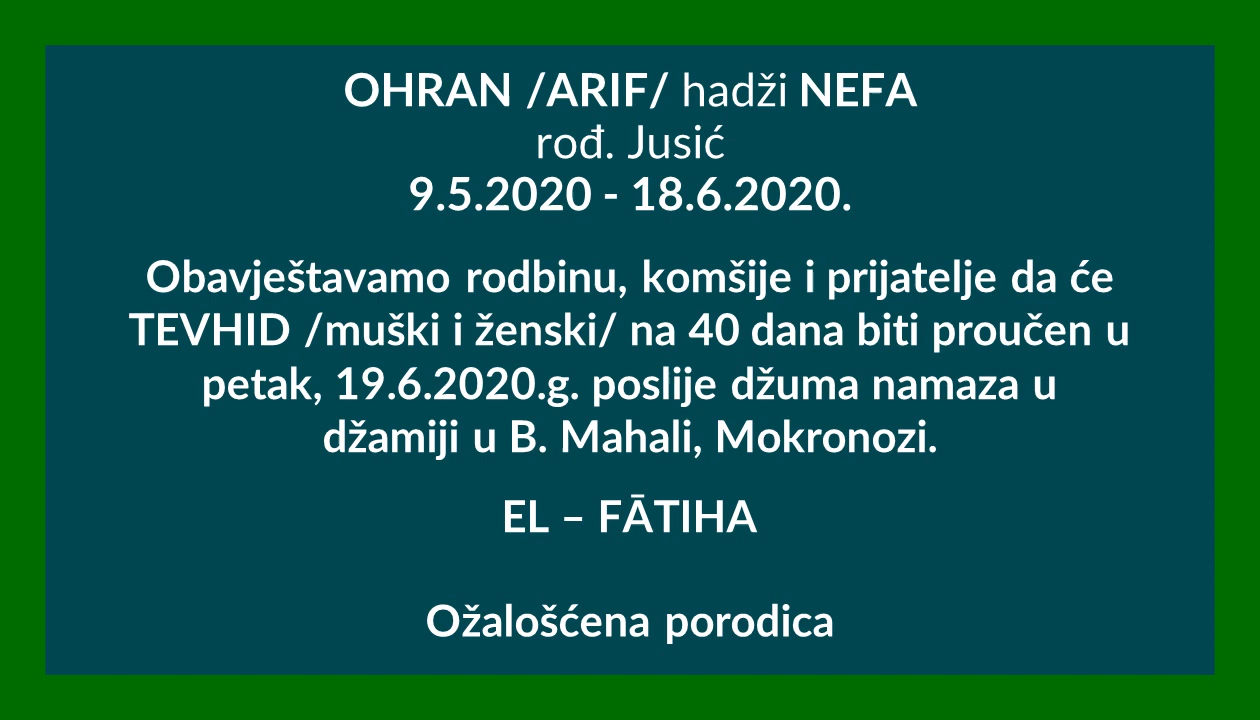 OHRAN /ARIF/ hadži NEFA
rođ. Jusić
9.5.2020 - 18.6.2020.
Obavještavamo rodbinu, komšije i prijatelje da će
TEVHID /muški i ženski/ na 40 dana biti proučen u
petak, 19.6.2020.g. poslije džuma namaza u
džamiji u B. Mahali, Mokronozi.
EL – FĀTIHA
Ožalošćena porodica